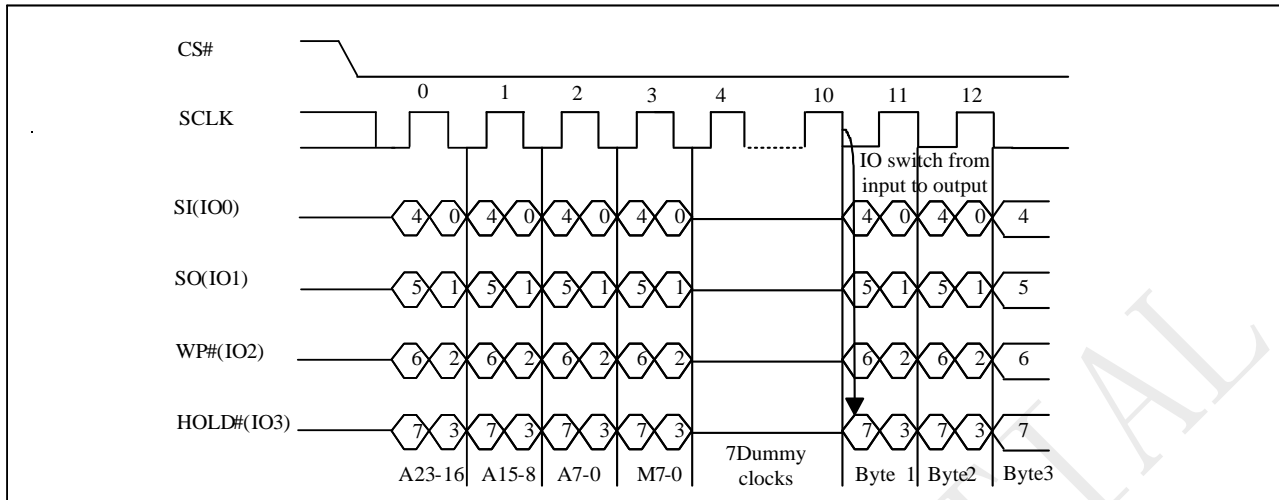 CS#
0 1 2 3 4 10 11 12
SCLK
IO switch from
input to output
SI(IO0) 4 0 4 0 4 0 4 0 4 0 4 0 4
SO(IO1) 5 1 5 1 5 1 5 1 5 1 5 1 5
WP#(IO2) 6 2 6 2 6 2 6 2 6 2 6 2 6
HOLD#(IO3) 7 3 7 3 7 3 7 3 7 3 7 3 7
A23-16 A15-8 A7-0 M7-0 7Dummy
clocks Byte 1 Byte2 Byte3